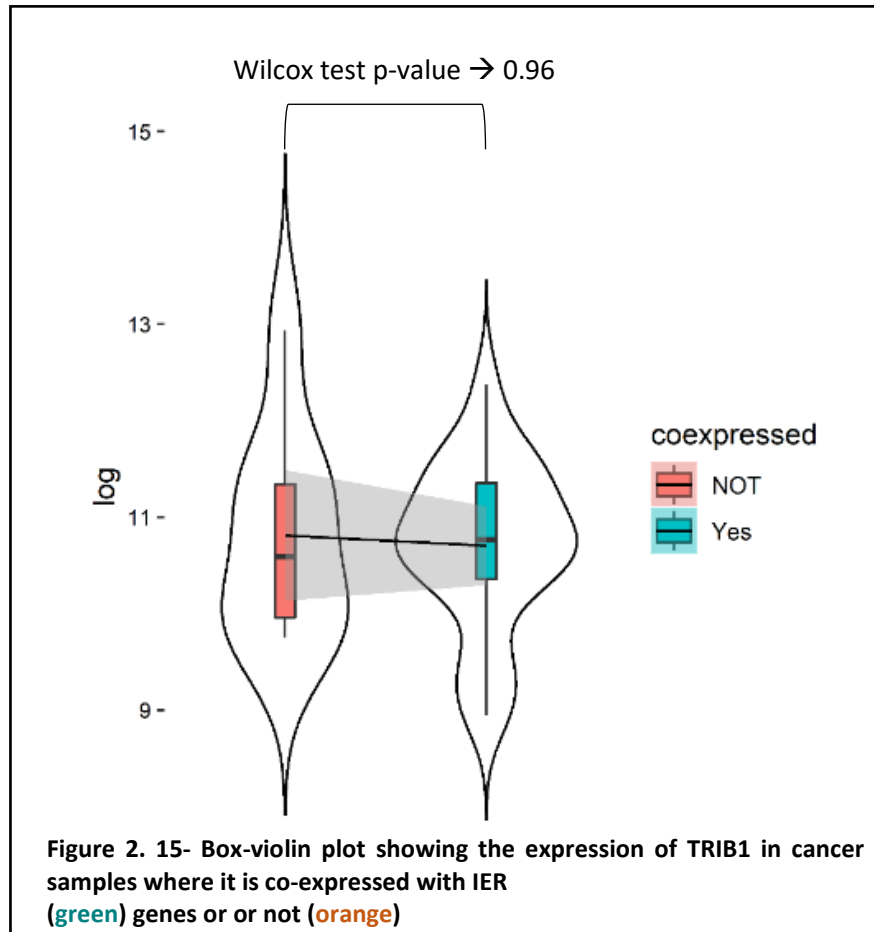 Wilcox test p-value → 0.96
15
13
11
9
log
coexpressed
NOT
Yes
Figure 2. 15- Box-violin plot showing the expression of TRIB1 in cancer
samples where it is co-expressed with IER
(green) genes or or not (orange)